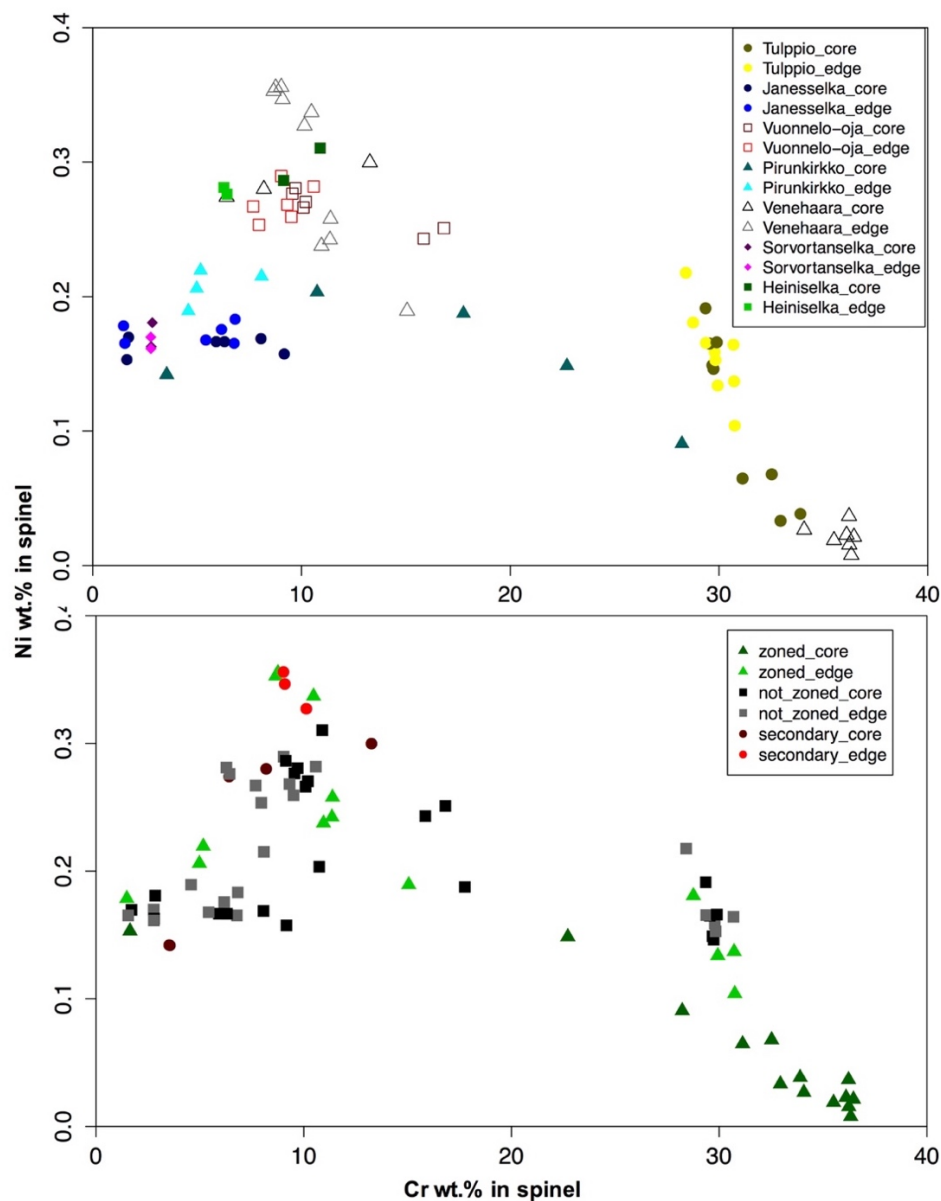 0.4
0.3
0.2
0.1
0.0
Tulppio_core
Tulppio_edge
Janesselka_core
Janesselka_edge
Vuonnelo-oja_core
Vuonnelo-oja_edge
Pirunkirkko_core
Pirunkirkko_edge
Venehaara_core
Venehaara_edge
Sorvortanselka_core
Sorvortanselka_edge
Heiniselka_core
Heiniselka_edge
0 10 20 30 40
Ni wt.% in spinel
0.4
0.3
0.2
0.1
0.0
zoned_core
zoned_edge
not_zoned_core
not_zoned_edge
secondary_core
secondary_edge
0 10 20 30 40
Cr wt.% in spinel